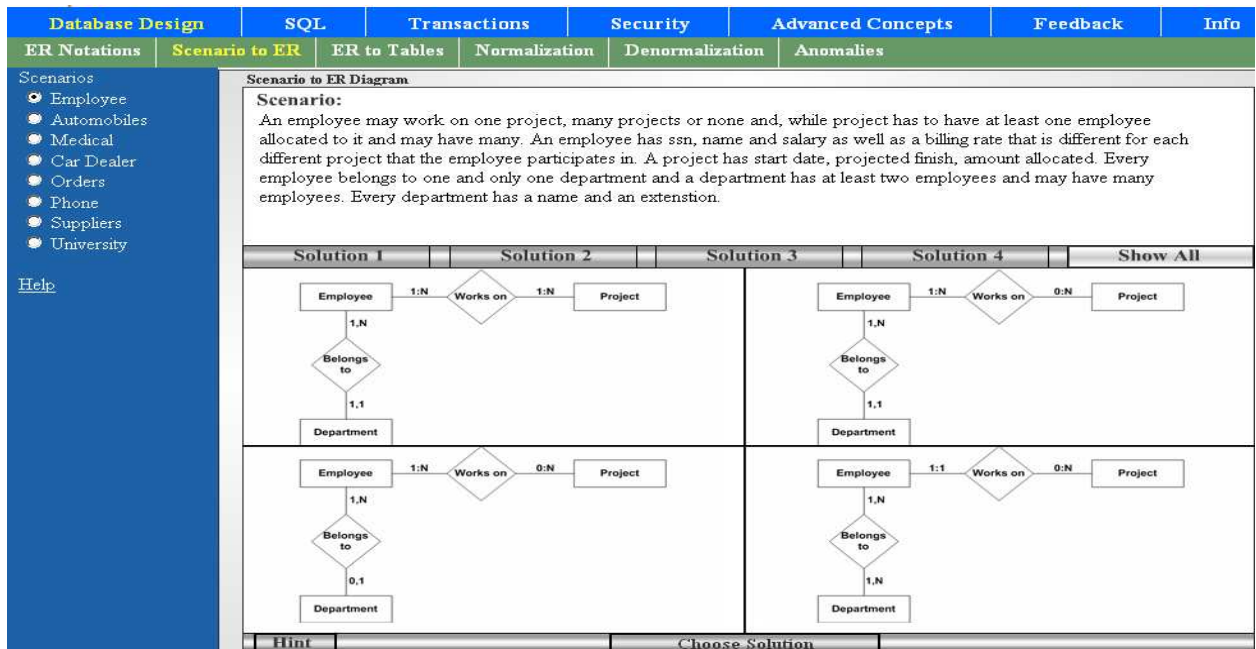 Database Design SQL Transactions Security Advanced Concepts Feedback Info
ER Notations Scenario to ER ER to Tables Normalization Denormalization Anomalies
Scenarios
Employee
Automobiles
Medical
Car Dealer
Orders
Phone
Suppliers
University
Help
Scenario to ER Diagram
Scenario:
An employee may work on one project, many projects or none and, while project has to have at least one employee
allocated to it and may have many. An employee has ssn, name and salary as well as a billing rate that is different for each
different project that the employee participates in. A project has start date, projected finish, amount allocated. Every
employee belongs to one and only one department and a department has at least two employees and may have many
employees. Every department has a name and an extenstion.
Solution 1 Solution 2 Solution 3 Solution 4 Show All
Employee 1:N Works on 1:N Project
1,N
Belongs
to
1,1
Department
Employee 1:N Works on 0:N Project
1,N
Belongs
to
1,1
Department
Employee 1:N Works on 0:N Project
1,N
Belongs
to
0,1
Department
Employee 1:1 Works on 0:N Project
1,N
Belongs
to
1,N
Department
Hint Choose Solution